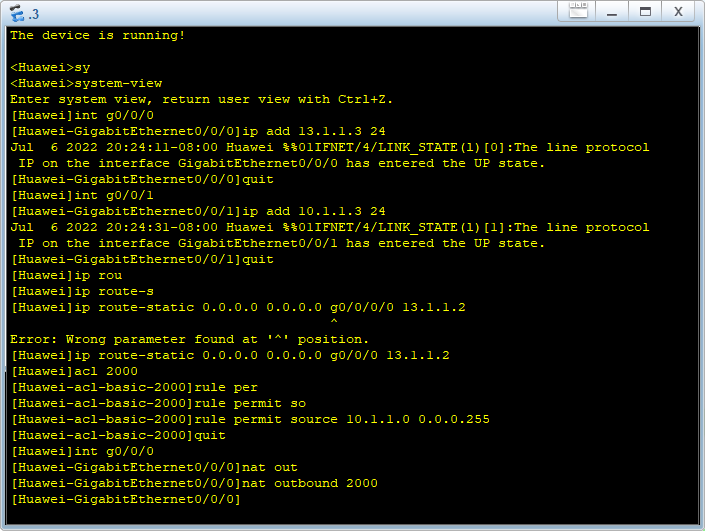 .3
The device is running!
<Huawei>sy
<Huawei>system-view
Enter system view, return user view with Ctrl+Z.
[Huawei]int g0/0/0
[Huawei-GigabitEthernet0/0/0]ip add 13.1.1.3 24
Jul  6 2022 20:24:11-08:00 Huawei %%01IFNET/4/LINK_STATE(l)[0]:The line protocol
 IP on the interface GigabitEthernet0/0/0 has entered the UP state.
[Huawei-GigabitEthernet0/0/0]quit
[Huawei]int g0/0/1
[Huawei-GigabitEthernet0/0/1]ip add 10.1.1.3 24
Jul  6 2022 20:24:31-08:00 Huawei %%01IFNET/4/LINK_STATE(l)[1]:The line protocol
 IP on the interface GigabitEthernet0/0/1 has entered the UP state.
[Huawei-GigabitEthernet0/0/1]quit
[Huawei]ip rou
[Huawei]ip route-s
[Huawei]ip route-static 0.0.0.0 0.0.0.0 g0/0/0/0 13.1.1.2
                                        ^
Error: Wrong parameter found at '^' position.
[Huawei]ip route-static 0.0.0.0 0.0.0.0 g0/0/0 13.1.1.2
[Huawei]acl 2000
[Huawei-acl-basic-2000]rule per
[Huawei-acl-basic-2000]rule permit so
[Huawei-acl-basic-2000]rule permit source 10.1.1.0 0.0.0.255
[Huawei-acl-basic-2000]quit
[Huawei]int g0/0/0
[Huawei-GigabitEthernet0/0/0]nat out
[Huawei-GigabitEthernet0/0/0]nat outbound 2000
[Huawei-GigabitEthernet0/0/0]